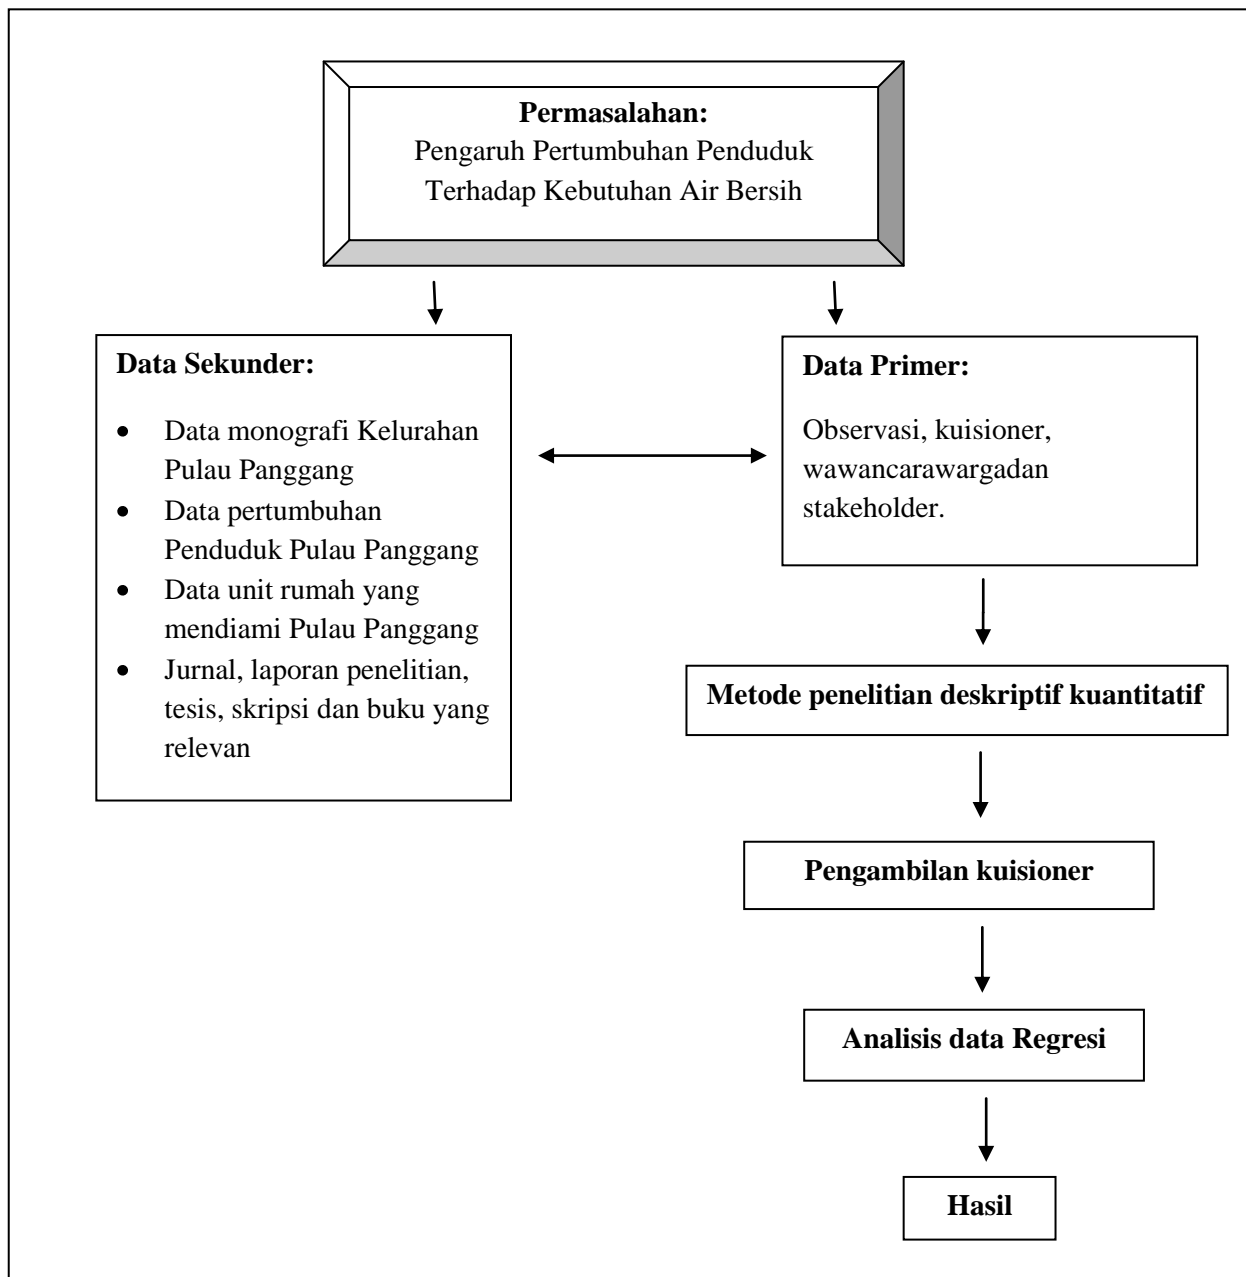 Permasalahan:
Pengaruh Pertumbuhan Penduduk
Terhadap Kebutuhan Air Bersih
Data Sekunder:
• Data monografi Kelurahan
Pulau Panggang
• Data pertumbuhan
Penduduk Pulau Panggang
• Data unit rumah yang
mendiami Pulau Panggang
• Jurnal, laporan penelitian,
tesis, skripsi dan buku yang
relevan
Data Primer:
Observasi, kuisioner,
wawancarawargadan
stakeholder.
Metode penelitian deskriptif kuantitatif
Pengambilan kuisioner
Analisis data Regresi
Hasil